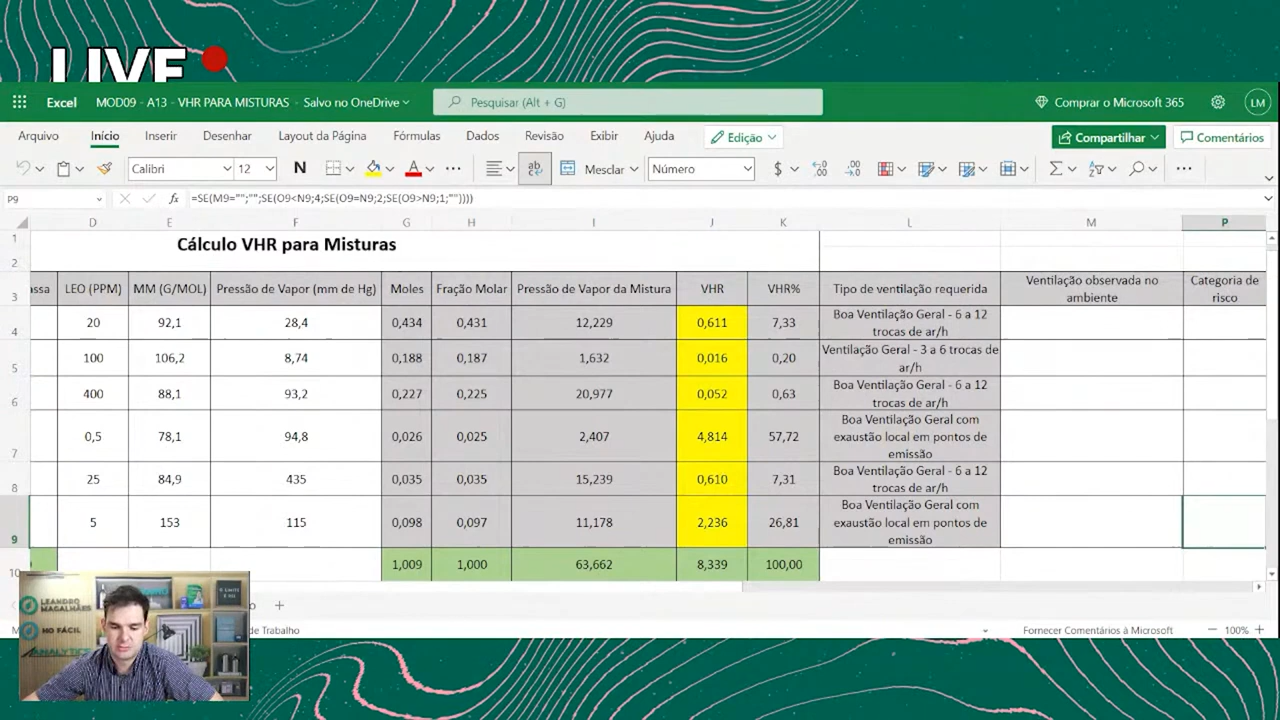 LIVE
Excel MOD09 - A13 - VHR PARA MISTURAS - Salvo no OneDrive Pesquisar (Alt + G) Comprar o Microsoft 365 LM
Arquivo Início Inserir Desenhar Layout da Página Fórmulas Dados Revisão Exibir Ajuda Edição Compartilhar Comentários
Calibri 12 N A ab Mesclar Número $
P9 fx =SE(M9="";"";SE(O9<N9;4;SE(O9=N9;2;SE(O9>N9;1;""))))
D E F G H I J K L M P
1 Cálculo VHR para Misturas
2
3 assa LEO (PPM) MM (G/MOL) Pressão de Vapor (mm de Hg) Moles Fração Molar Pressão de Vapor da Mistura VHR VHR% Tipo de ventilação requerida Ventilação observada no ambiente Categoria de risco
4 20 92,1 28,4 0,434 0,431 12,229 0,611 7,33 Boa Ventilação Geral - 6 a 12 trocas de ar/h
5 100 106,2 8,74 0,188 0,187 1,632 0,016 0,20 Ventilação Geral - 3 a 6 trocas de ar/h
6 400 88,1 93,2 0,227 0,225 20,977 0,052 0,63 Boa Ventilação Geral - 6 a 12 trocas de ar/h
7 0,5 78,1 94,8 0,026 0,025 2,407 4,814 57,72 Boa Ventilação Geral com exaustão local em pontos de emissão
8 25 84,9 435 0,035 0,035 15,239 0,610 7,31 Boa Ventilação Geral - 6 a 12 trocas de ar/h
9 5 153 115 0,098 0,097 11,178 2,236 26,81 Boa Ventilação Geral com exaustão local em pontos de emissão
10 1,009 1,000 63,662 8,339 100,00
LEANDRO MAGALHÃES
HO FÁCIL
ANALYTICS
de Trabalho Fornecer Comentários à Microsoft 100%